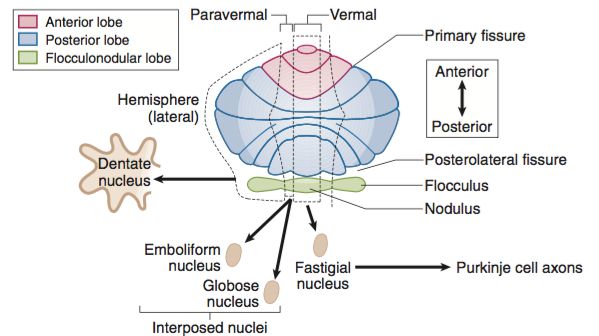 Anterior lobe
Posterior lobe
Flocculonodular lobe
Paravermal
Vermal
Primary fissure
Anterior
Posterior
Hemisphere
(lateral)
Dentate
nucleus
Posterolateral fissure
Flocculus
Nodulus
Emboliform
nucleus
Globose
nucleus
Fastigial
nucleus
Purkinje cell axons
Interposed nuclei